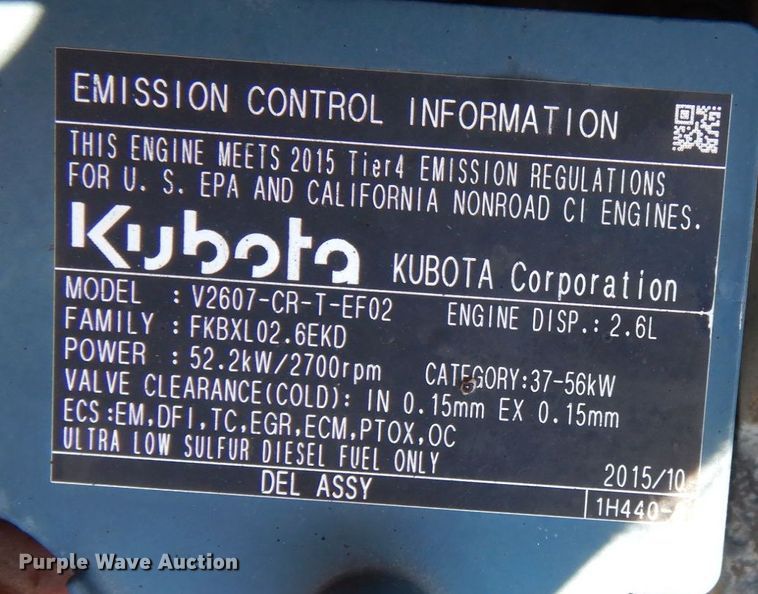 EMISSION CONTROL INFORMATION
THIS ENGINE MEETS 2015 Tier4 EMISSION REGULATIONS
FOR U. S. EPA AND CALIFORNIA NONROAD CI ENGINES.
Kubota KUBOTA Corporation
MODEL : V2607-CR-T-EF02 ENGINE DISP.: 2.6L
FAMILY : FKBXL02.6EKD
POWER : 52.2kW/2700rpm CATEGORY:37-56kW
VALVE CLEARANCE(COLD): IN 0.15mm EX 0.15mm
ECS :EM,DFI,TC,EGR,ECM,PTOX,OC
ULTRA LOW SULFUR DIESEL FUEL ONLY 2015/10
DEL ASSY 1H440-
Purple Wave Auction